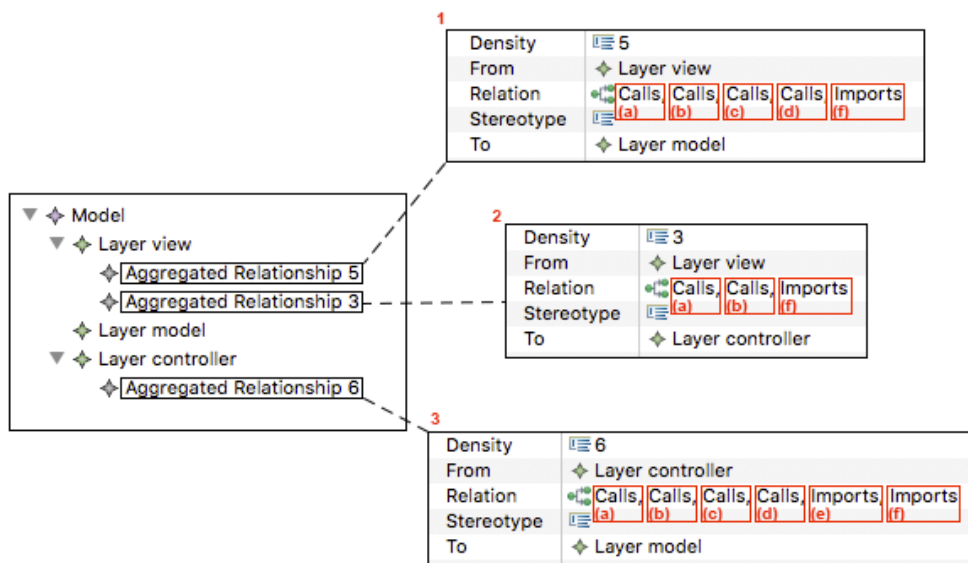 1
Density 5
From Layer view
Relation Calls, Calls, Calls, Calls, Imports
(a) (b) (c) (d) (f)
Stereotype
To Layer model
Model
Layer view
Aggregated Relationship 5
Aggregated Relationship 3
Layer model
Layer controller
Aggregated Relationship 6
2
Density 3
From Layer view
Relation Calls, Calls, Imports
(a) (b) (f)
Stereotype
To Layer controller
3
Density 6
From Layer controller
Relation Calls, Calls, Calls, Calls, Imports, Imports
(a) (b) (c) (d) (e) (f)
Stereotype
To Layer model